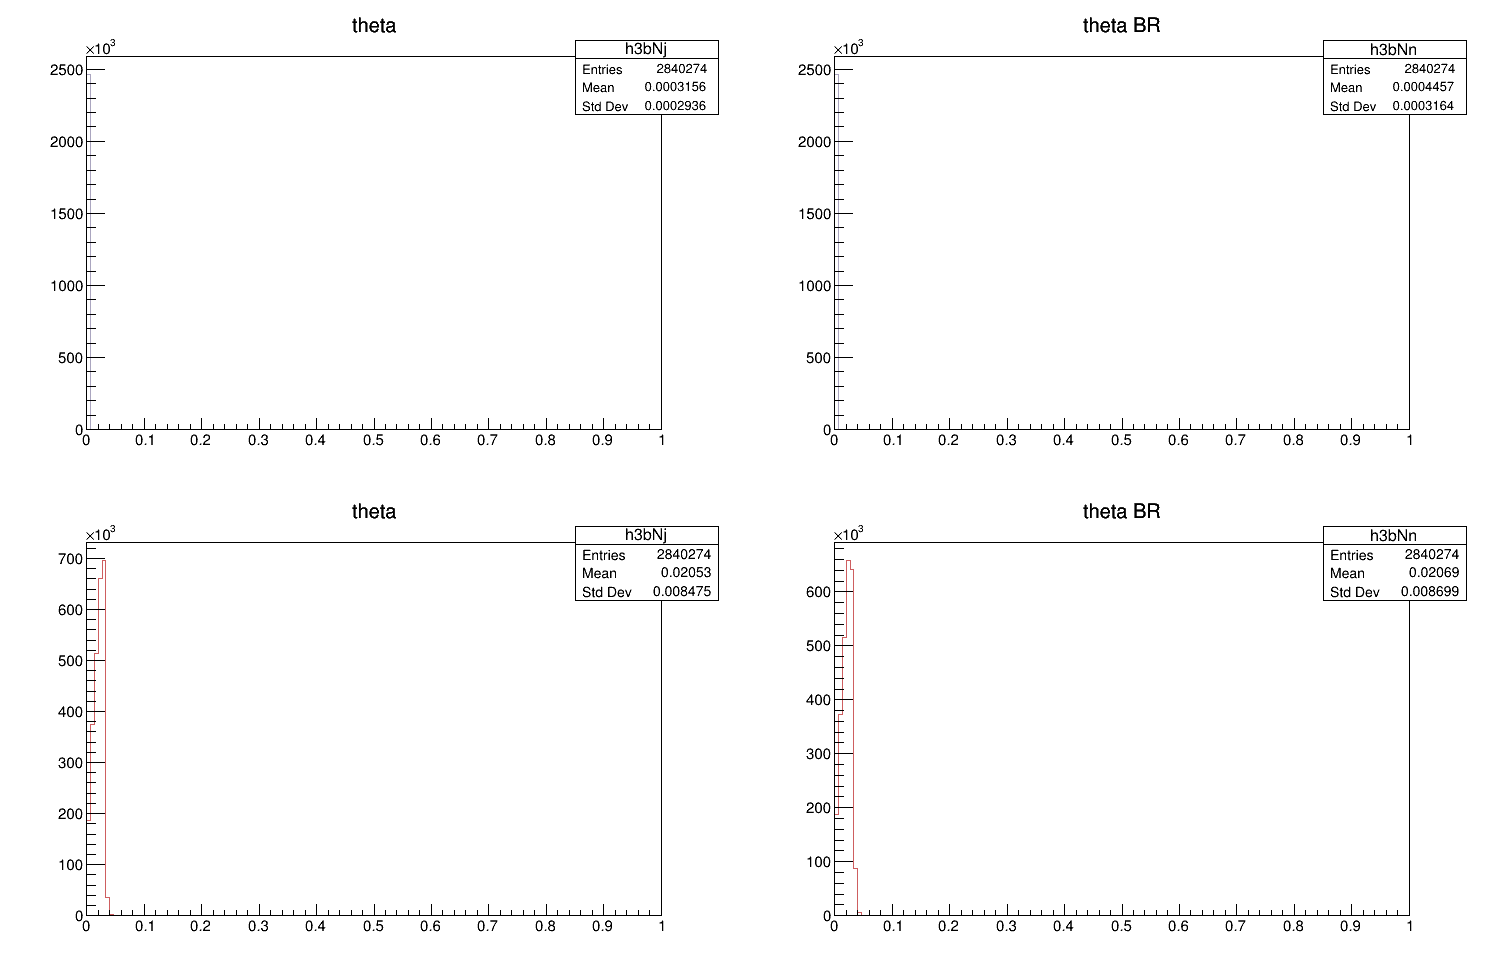 theta
×10³
h3bNj
Entries 2840274
Mean 0.0003156
Std Dev 0.0002936
2500
2000
1500
1000
500
0
0 0.1 0.2 0.3 0.4 0.5 0.6 0.7 0.8 0.9 1
theta BR
×10³
h3bNn
Entries 2840274
Mean 0.0004457
Std Dev 0.0003164
2500
2000
1500
1000
500
0
0 0.1 0.2 0.3 0.4 0.5 0.6 0.7 0.8 0.9 1
theta
×10³
h3bNj
Entries 2840274
Mean 0.02053
Std Dev 0.008475
700
600
500
400
300
200
100
0
0 0.1 0.2 0.3 0.4 0.5 0.6 0.7 0.8 0.9 1
theta BR
×10³
h3bNn
Entries 2840274
Mean 0.02069
Std Dev 0.008699
600
500
400
300
200
100
0
0 0.1 0.2 0.3 0.4 0.5 0.6 0.7 0.8 0.9 1